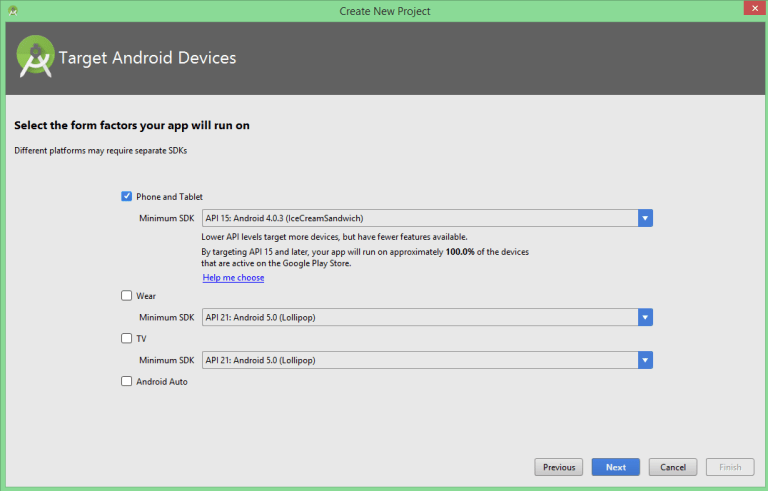 Create New Project
Target Android Devices
Select the form factors your app will run on
Different platforms may require separate SDKs
Phone and Tablet
Minimum SDK API 15: Android 4.0.3 (IceCreamSandwich)
Lower API levels target more devices, but have fewer features available.
By targeting API 15 and later, your app will run on approximately 100.0% of the devices
that are active on the Google Play Store.
Help me choose
Wear
Minimum SDK API 21: Android 5.0 (Lollipop)
TV
Minimum SDK API 21: Android 5.0 (Lollipop)
Android Auto
Previous Next Cancel Finish